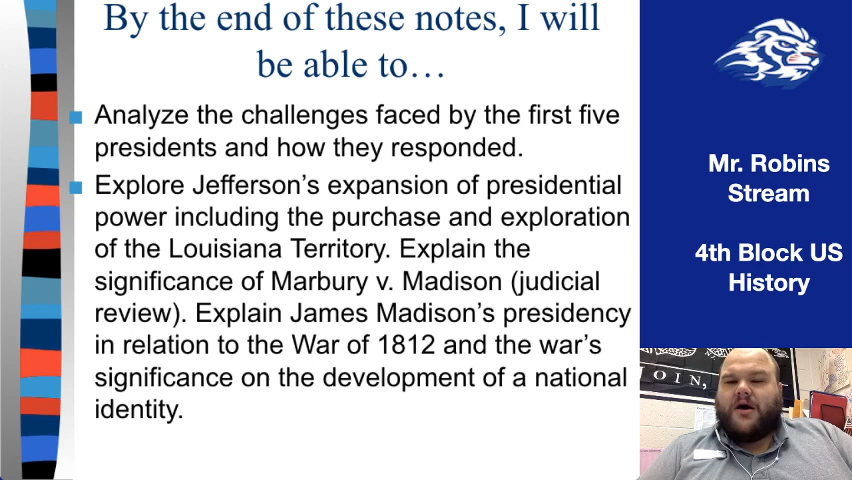 By the end of these notes, I will
be able to…
Analyze the challenges faced by the first five
presidents and how they responded.
Explore Jefferson’s expansion of presidential
power including the purchase and exploration
of the Louisiana Territory. Explain the
significance of Marbury v. Madison (judicial
review). Explain James Madison’s presidency
in relation to the War of 1812 and the war’s
significance on the development of a national
identity.
Mr. Robins
Stream
4th Block US
History
JOIN,